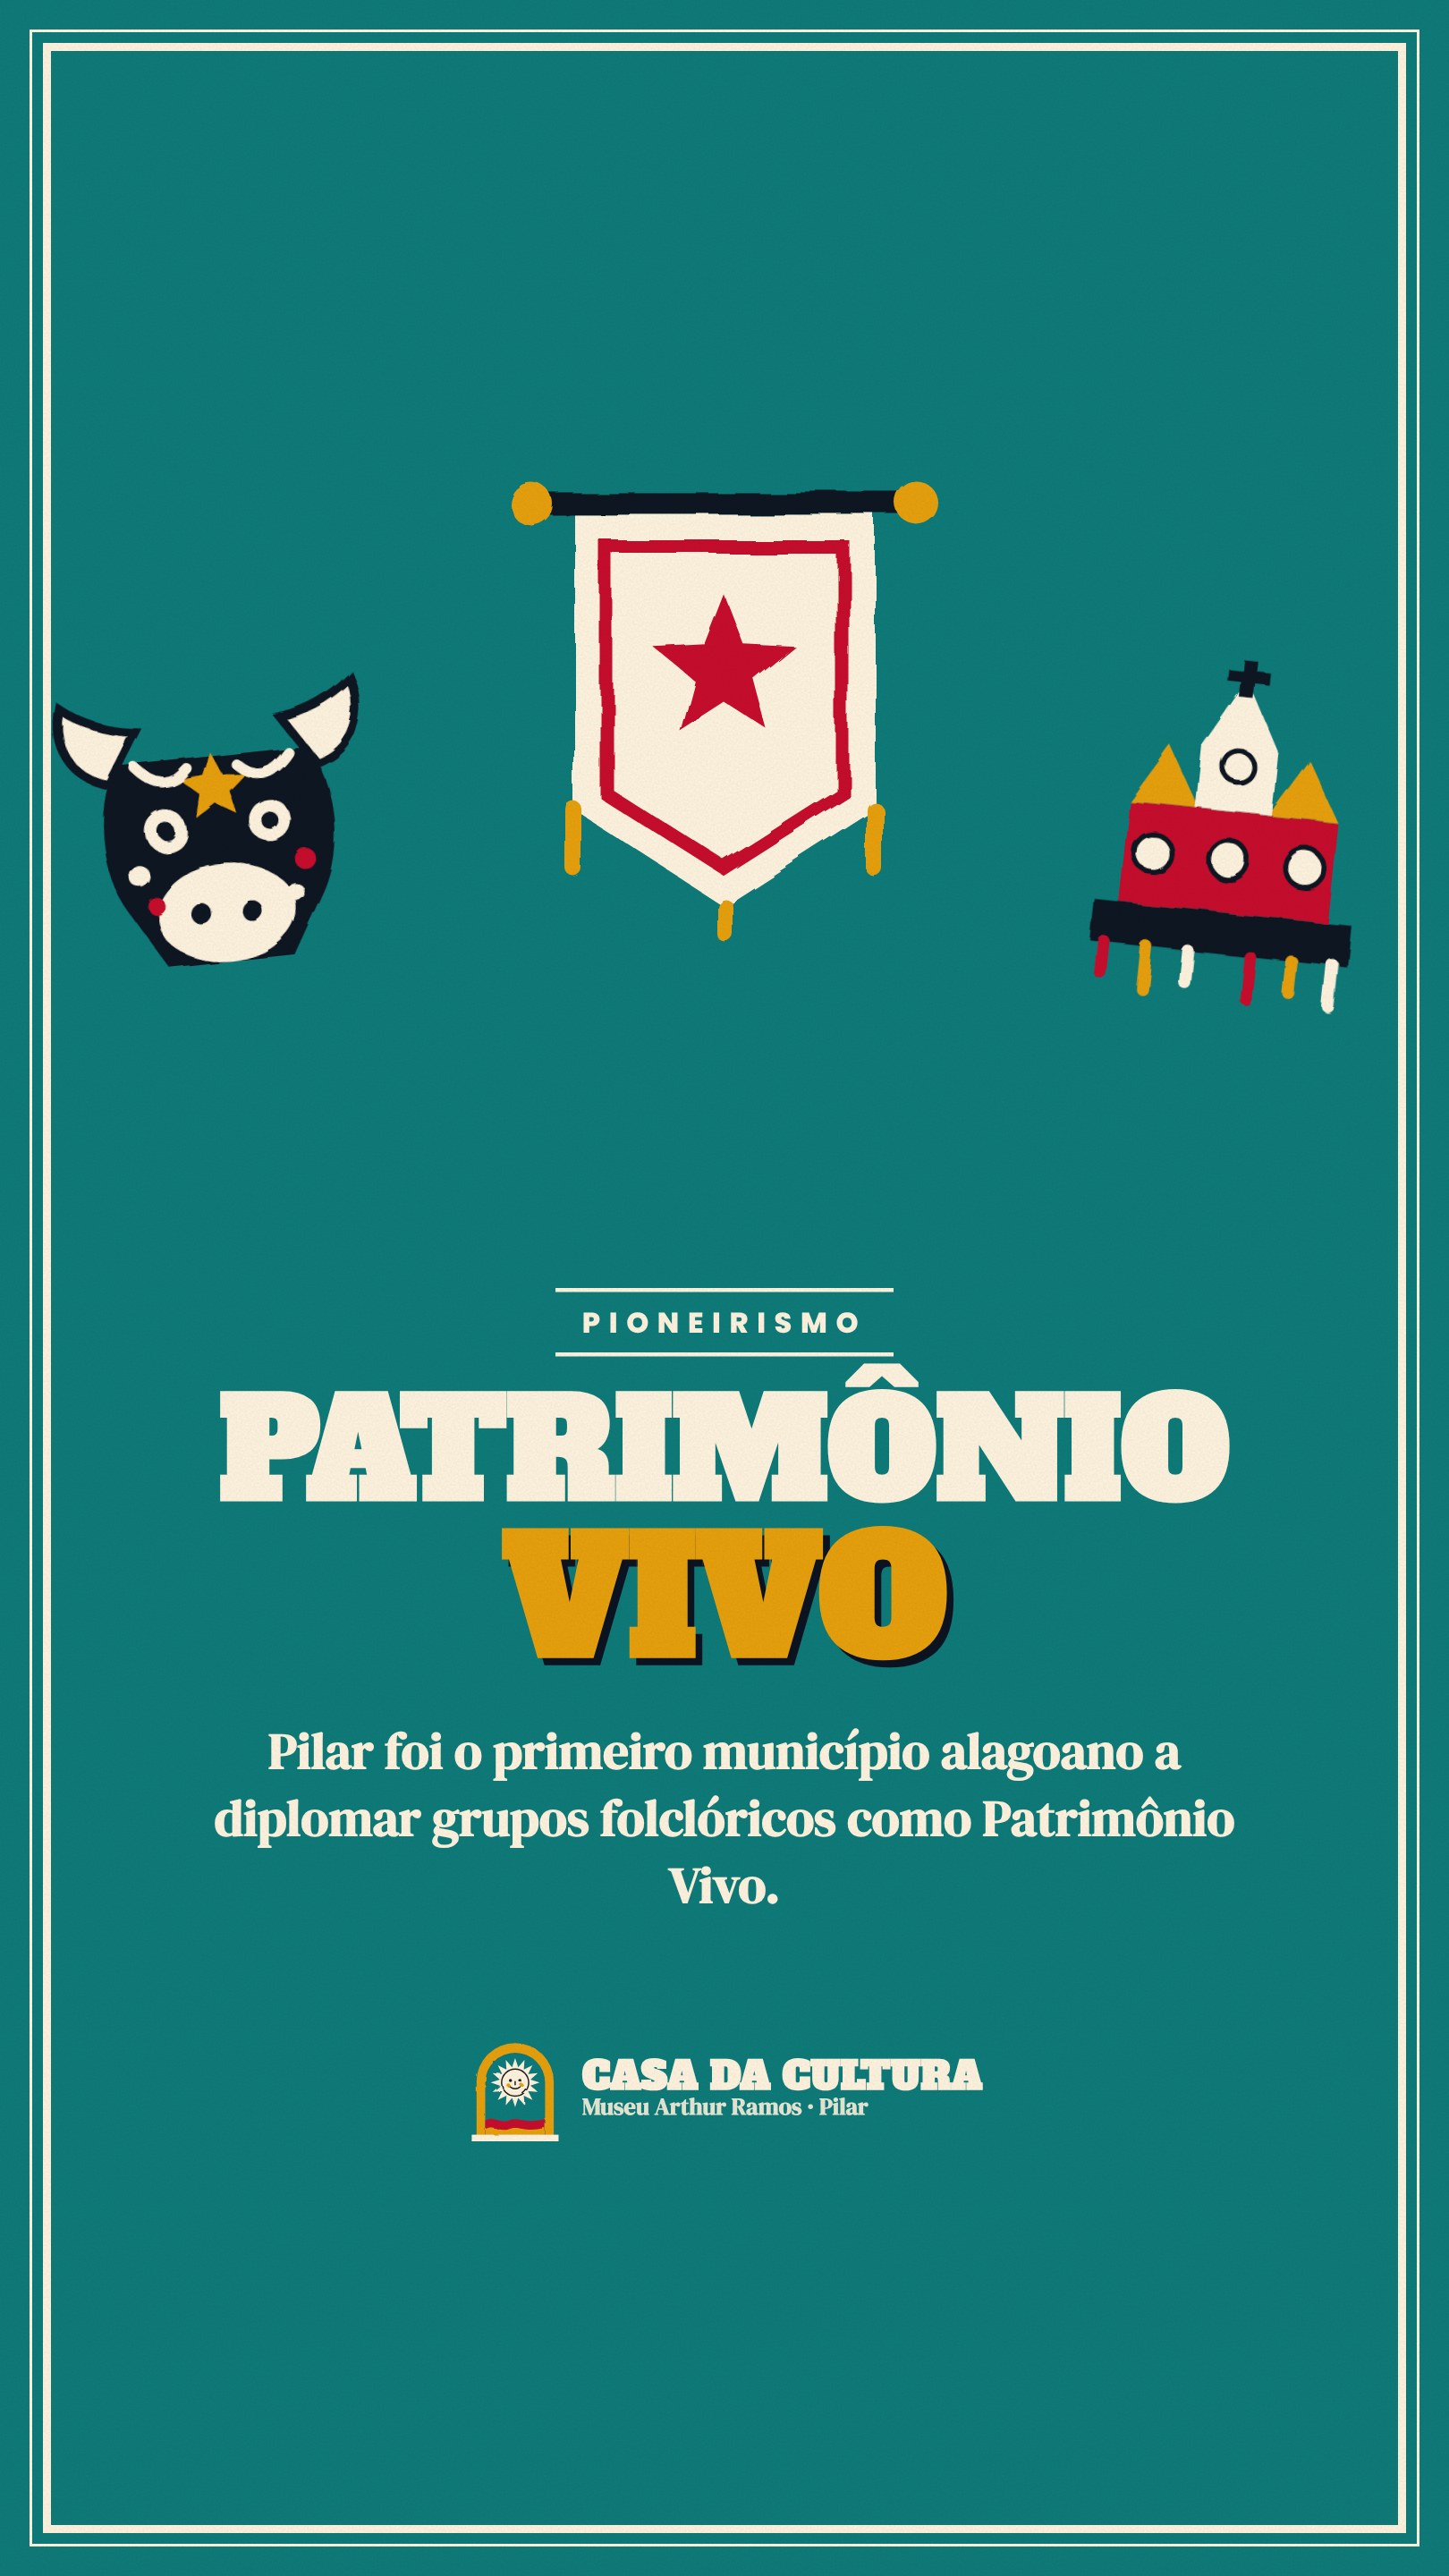 PIONEIRISMO
PATRIMÔNIO
VIVO
Pilar foi o primeiro município alagoano a
diplomar grupos folclóricos como Patrimônio
Vivo.
CASA DA CULTURA
Museu Arthur Ramos • Pilar